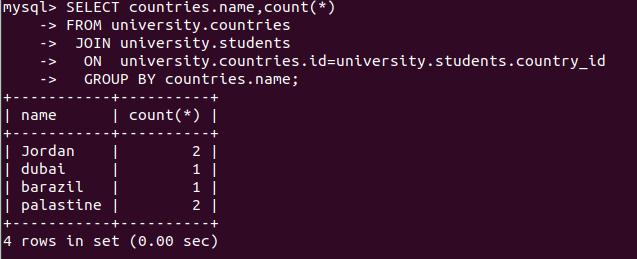 mysql> SELECT countries.name,count(*)
    -> FROM university.countries
    ->  JOIN university.students
    ->   ON  university.countries.id=university.students.country_id
    ->   GROUP BY countries.name;
+-----------+----------+
| name      | count(*) |
+-----------+----------+
| Jordan    |        2 |
| dubai     |        1 |
| barazil   |        1 |
| palastine |        2 |
+-----------+----------+
4 rows in set (0.00 sec)